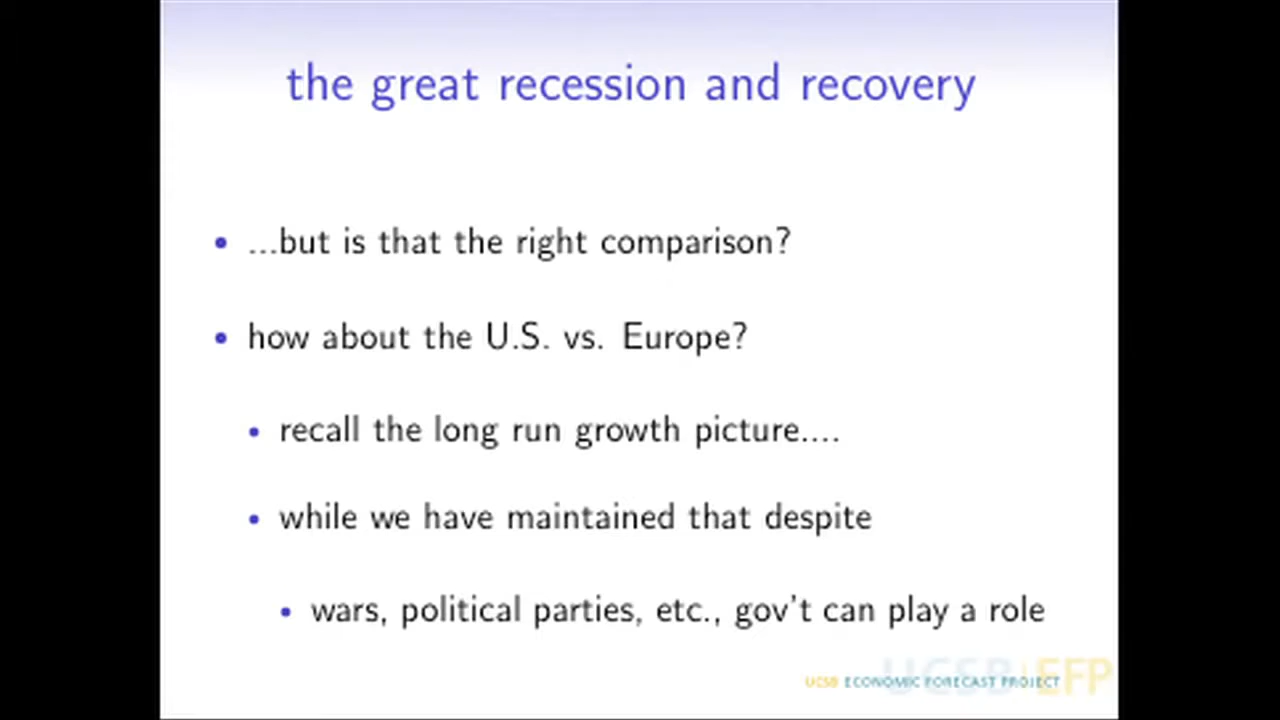 the great recession and recovery
...but is that the right comparison?
how about the U.S. vs. Europe?
recall the long run growth picture....
while we have maintained that despite
wars, political parties, etc., gov't can play a role
UCSB EFP
UCSB ECONOMIC FORECAST PROJECT